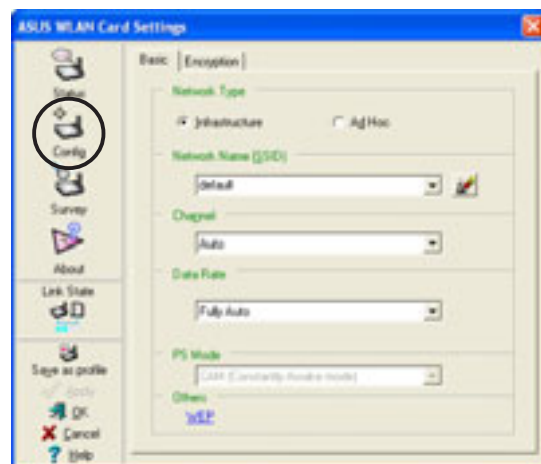 ASUS WLAN Card Settings
Status
Config
Survey
About
Link State
Save as profile
Apply
OK
Cancel
Help
Basic
Encryption
Network Type
Infrastructure
Ad Hoc
Network Name (SSID)
default
Channel
Auto
Data Rate
Fully Auto
PS Mode
CAM (Constantly Awake mode)
Others
WEP